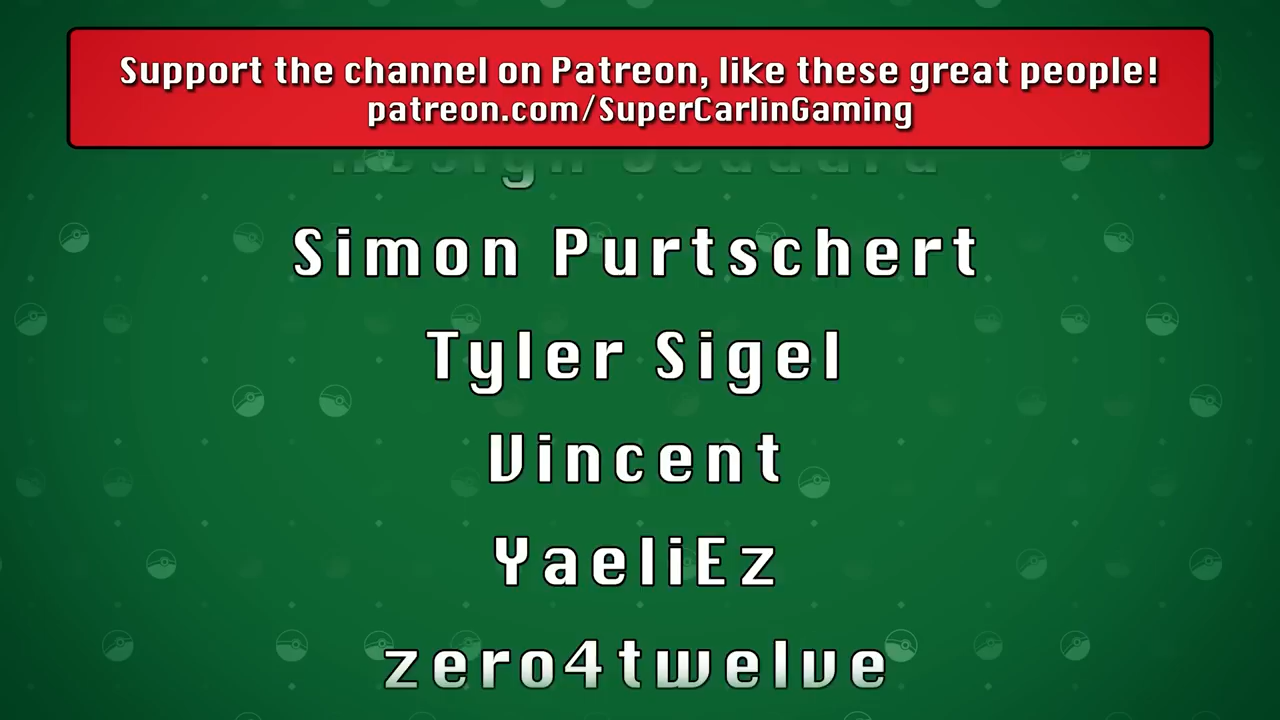 Support the channel on Patreon, like these great people!
patreon.com/SuperCarlinGaming
Simon Purtschert
Tyler Sigel
Vincent
YaeliEz
zero4twelve